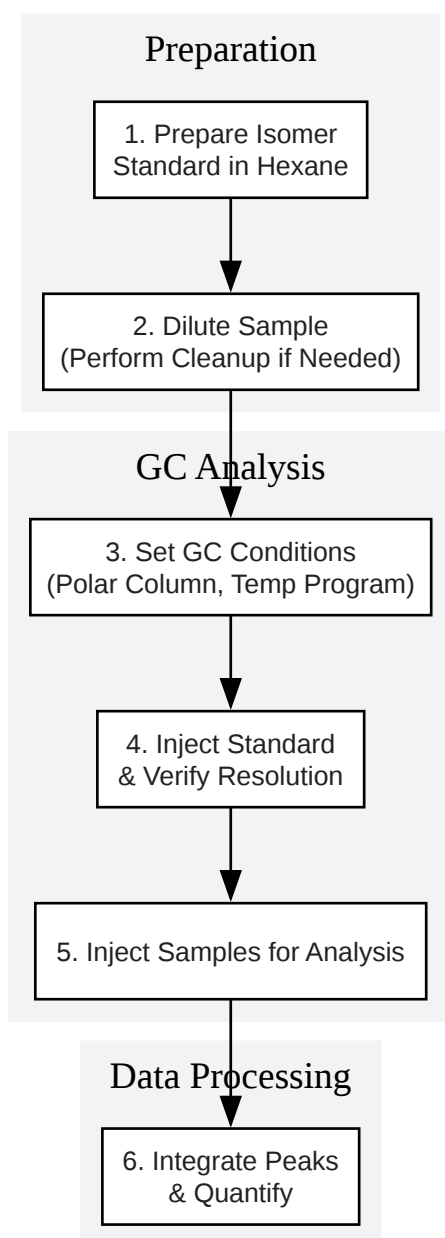 Preparation
1. Prepare Isomer
Standard in Hexane
2. Dilute Sample
(Perform Cleanup if Needed)
GC Analysis
3. Set GC Conditions
(Polar Column, Temp Program)
4. Inject Standard
& Verify Resolution
5. Inject Samples for Analysis
Data Processing
6. Integrate Peaks
& Quantify